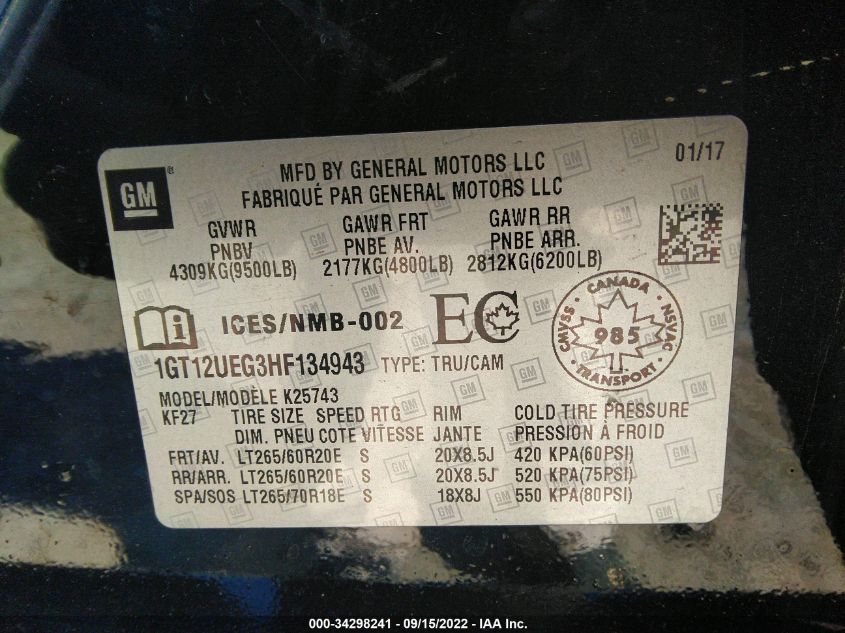 GM
MFD BY GENERAL MOTORS LLC
01/17
FABRIQUÉ PAR GENERAL MOTORS LLC
GVWR GAWR FRT GAWR RR
PNBV PNBE AV. PNBE ARR.
4309KG(9500LB) 2177KG(4800LB) 2812KG(6200LB)
ICES/NMB-002
EC
CANADA
CMVSS 985 NSVAC
TRANSPORT
1GT12UEG3HF134943 TYPE: TRU/CAM
MODEL/MODÈLE K25743
KF27 TIRE SIZE SPEED RTG RIM COLD TIRE PRESSURE
DIM. PNEU COTE VITESSE JANTE PRESSION À FROID
FRT/AV. LT265/60R20E S 20X8.5J 420 KPA(60PSI)
RR/ARR. LT265/60R20E S 20X8.5J 520 KPA(75PSI)
SPA/SOS LT265/70R18E S 18X8J 550 KPA(80PSI)
000-34298241 - 09/15/2022 - IAA Inc.